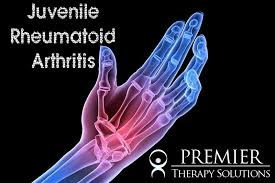 Juvenile
Rheumatoid
Arthritis
PREMIER
THERAPY SOLUTIONS